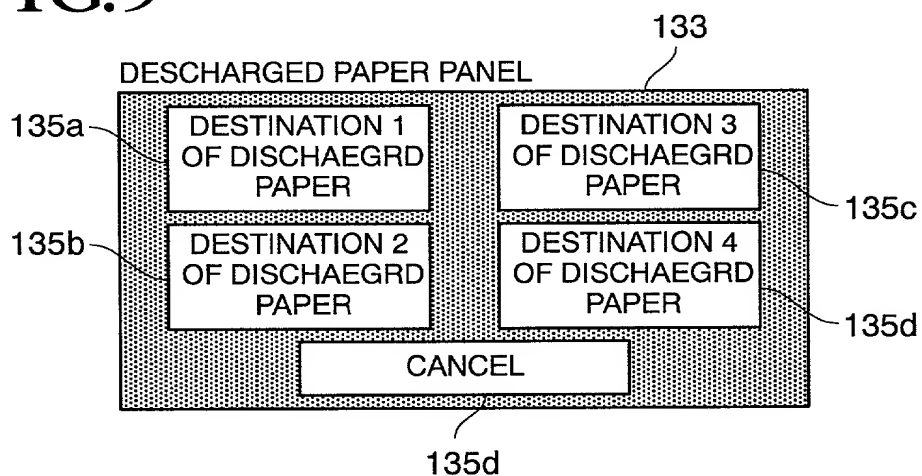 133
DESCHARGED PAPER PANEL
135a
DESTINATION 1
OF DISCHAEGRD
PAPER
DESTINATION 3
OF DISCHAEGRD
PAPER
135c
135b
DESTINATION 2
OF DISCHAEGRD
PAPER
DESTINATION 4
OF DISCHAEGRD
PAPER
135d
CANCEL
135d